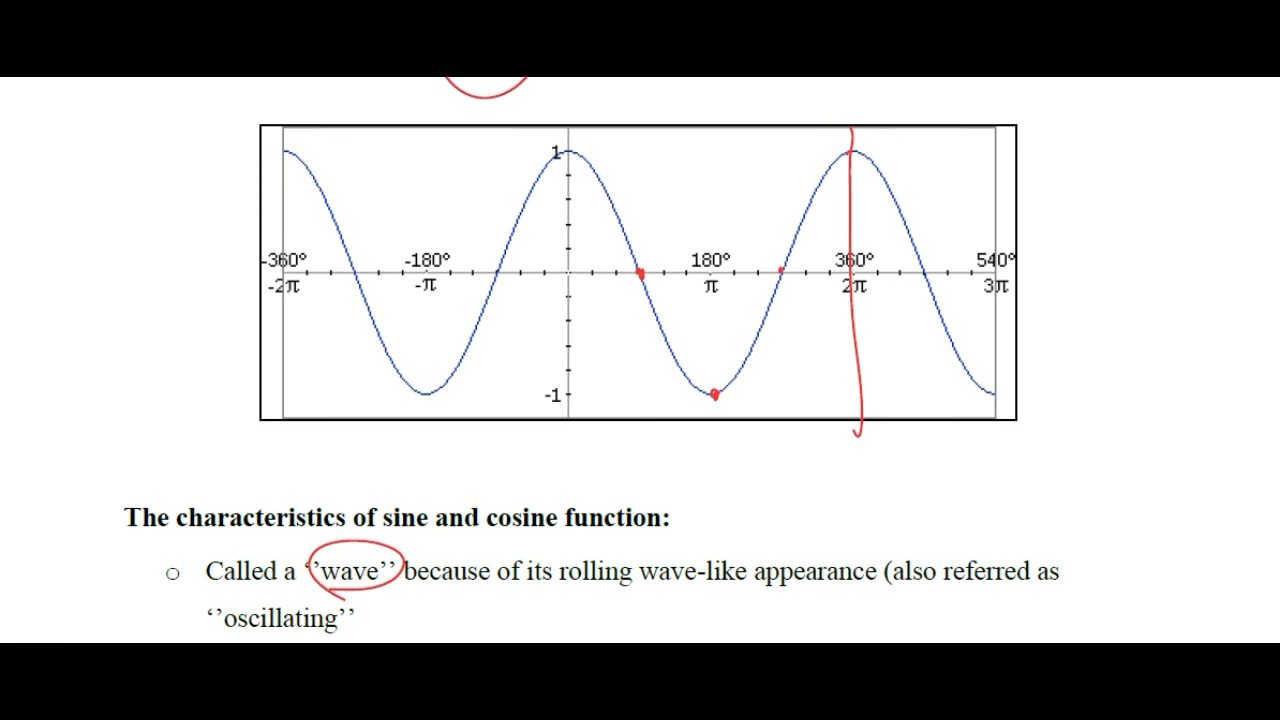 1
-360° -180° 180° 360° 540°
-2π -π π 2π 3π
-1
The characteristics of sine and cosine function:
o Called a ‘’wave’’ because of its rolling wave-like appearance (also referred as
‘’oscillating’’